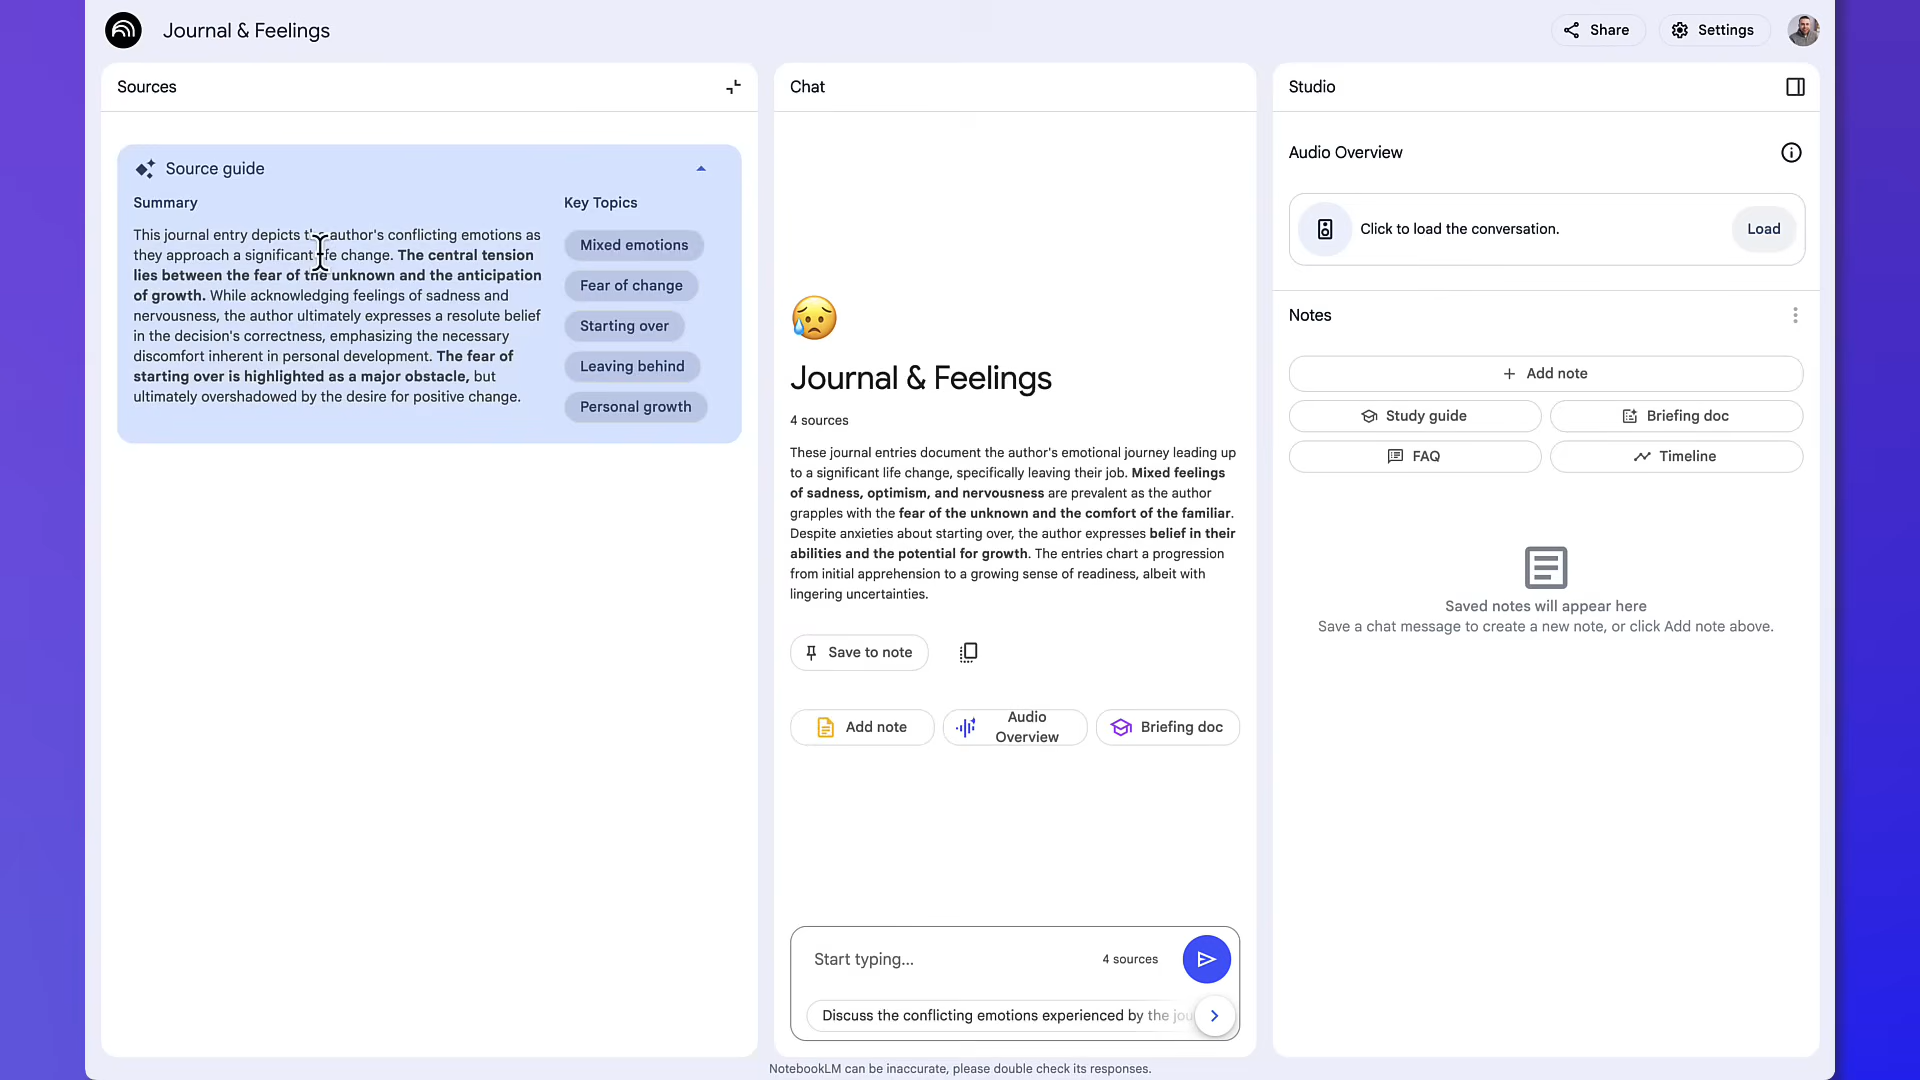 Journal & Feelings
Share
Settings
Sources
Source guide
Summary
This journal entry depicts the author's conflicting emotions as
they approach a significant life change. The central tension
lies between the fear of the unknown and the anticipation
of growth. While acknowledging feelings of sadness and
nervousness, the author ultimately expresses a resolute belief
in the decision's correctness, emphasizing the necessary
discomfort inherent in personal development. The fear of
starting over is highlighted as a major obstacle, but
ultimately overshadowed by the desire for positive change.
Key Topics
Mixed emotions
Fear of change
Starting over
Leaving behind
Personal growth
Chat
Journal & Feelings
4 sources
These journal entries document the author's emotional journey leading up
to a significant life change, specifically leaving their job. Mixed feelings
of sadness, optimism, and nervousness are prevalent as the author
grapples with the fear of the unknown and the comfort of the familiar.
Despite anxieties about starting over, the author expresses belief in their
abilities and the potential for growth. The entries chart a progression
from initial apprehension to a growing sense of readiness, albeit with
lingering uncertainties.
Save to note
Add note
Audio
Overview
Briefing doc
Start typing...
4 sources
Discuss the conflicting emotions experienced by the jou
Studio
Audio Overview
Click to load the conversation.
Load
Notes
Add note
Study guide
Briefing doc
FAQ
Timeline
Saved notes will appear here
Save a chat message to create a new note, or click Add note above.
NotebookLM can be inaccurate, please double check its responses.